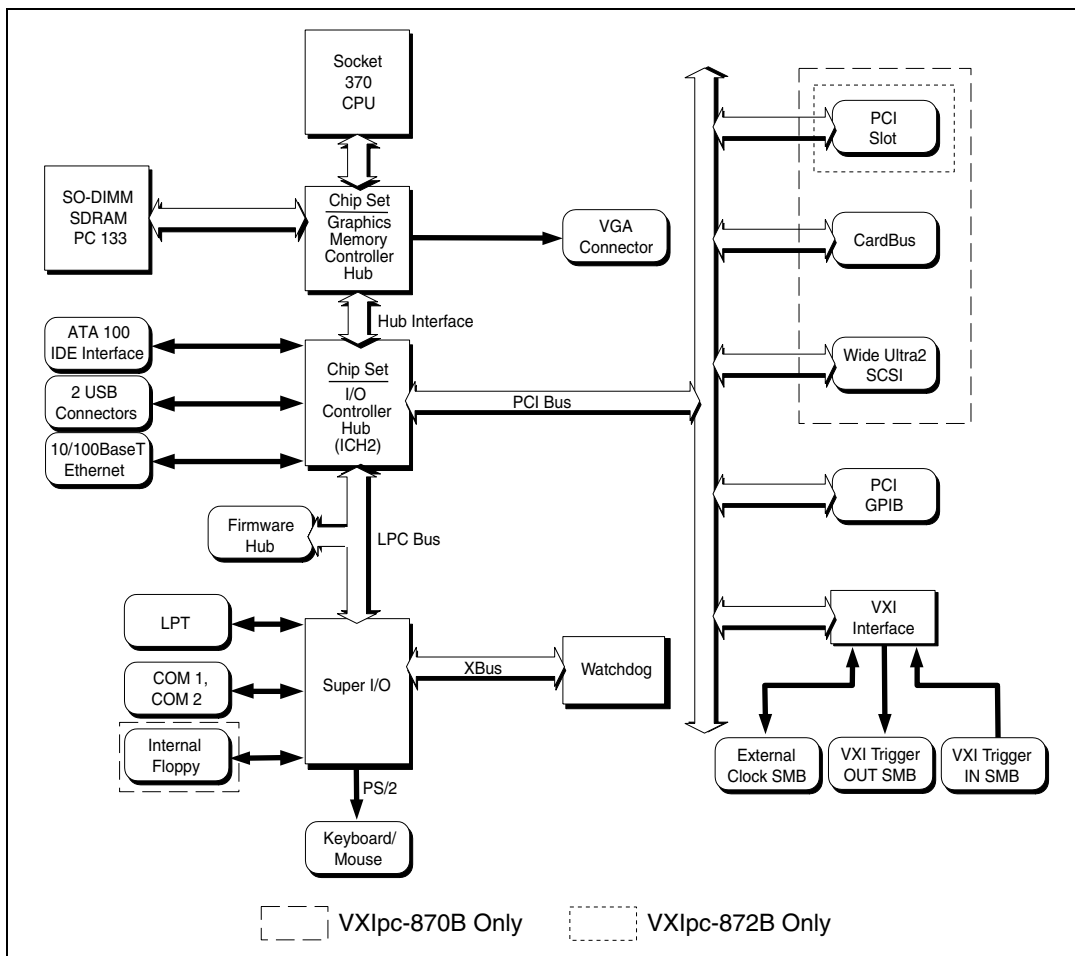 Socket
370
CPU
SO-DIMM
SDRAM
PC 133
Chip Set
Graphics
Memory
Controller
Hub
VGA
Connector
PCI
Slot
CardBus
Wide Ultra2
SCSI
Hub Interface
ATA 100
IDE Interface
2 USB
Connectors
10/100BaseT
Ethernet
Chip Set
I/O
Controller
Hub
(ICH2)
PCI Bus
PCI
GPIB
Firmware
Hub
LPC Bus
LPT
COM 1,
COM 2
Internal
Floppy
Super I/O
XBus
Watchdog
VXI
Interface
External
Clock SMB
VXI Trigger
OUT SMB
VXI Trigger
IN SMB
PS/2
Keyboard/
Mouse
VXIpc-870B Only
VXIpc-872B Only